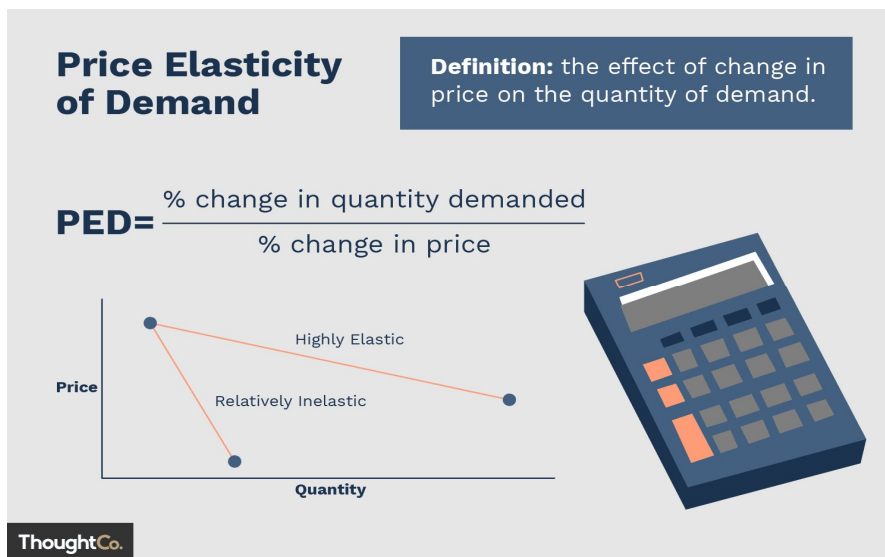 Price Elasticity
of Demand
Definition: the effect of change in
price on the quantity of demand.
PED=
% change in quantity demanded
% change in price
Highly Elastic
Price
Relatively Inelastic
Quantity
ThoughtCo.